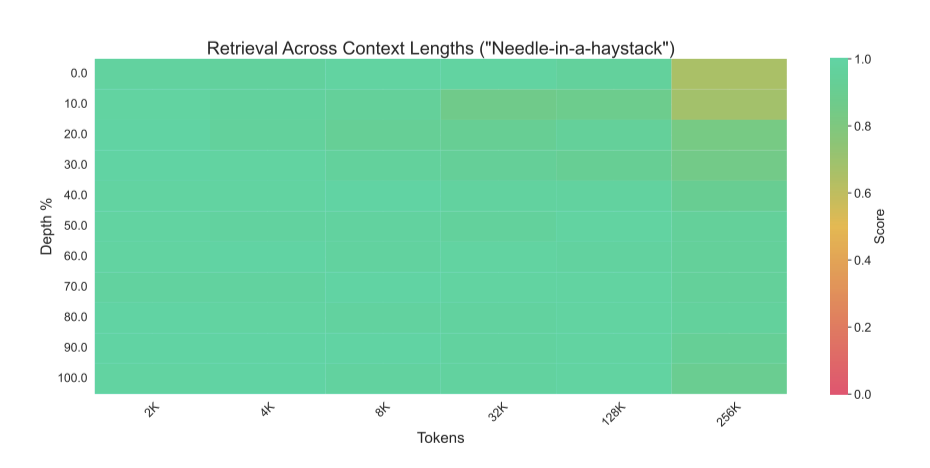 Retrieval Across Context Lengths ("Needle-in-a-haystack")
Depth %
0.0
10.0
20.0
30.0
40.0
50.0
60.0
70.0
80.0
90.0
100.0
2K
4K
8K
32K
128K
256K
Tokens
1.0
0.8
0.6
0.4
0.2
0.0
Score